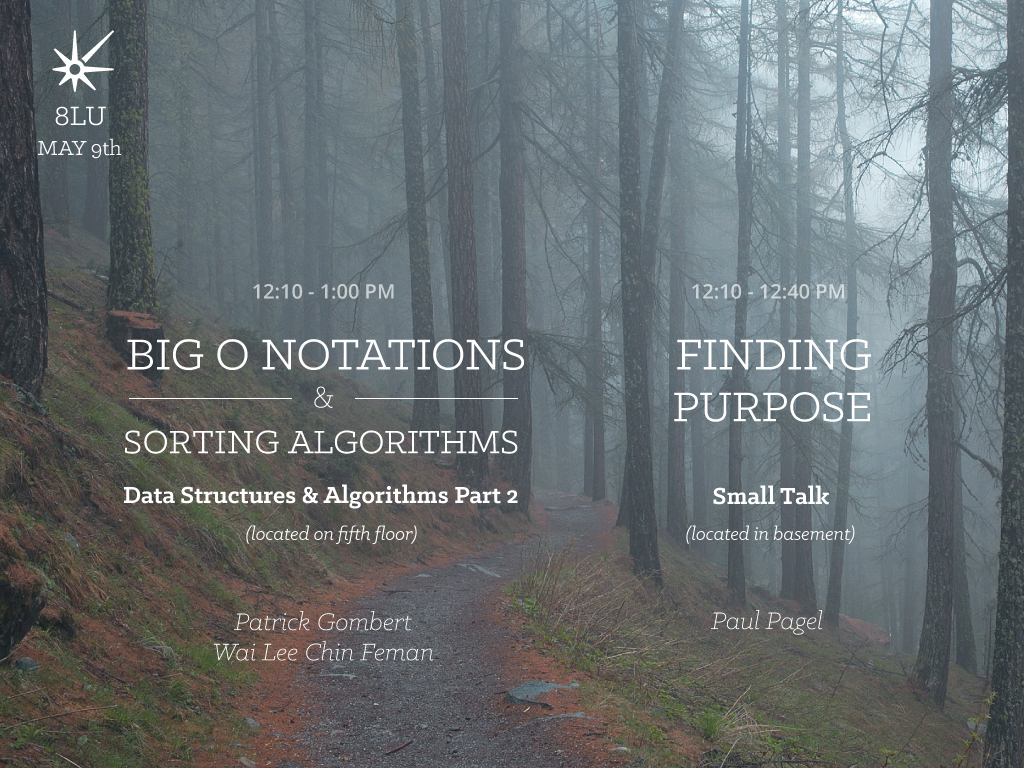 8LU
MAY 9th
12:10 - 1:00 PM
BIG O NOTATIONS
&
SORTING ALGORITHMS
Data Structures & Algorithms Part 2
(located on fifth floor)
Patrick Gombert
Wai Lee Chin Feman
12:10 - 12:40 PM
FINDING
PURPOSE
Small Talk
(located in basement)
Paul Pagel